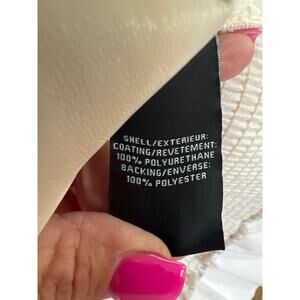 SHELL/EXTERIEUR:
COATING/REVETEMENT:
100% POLYURETHANE
BACKING/ENVERSE:
100% POLYESTER